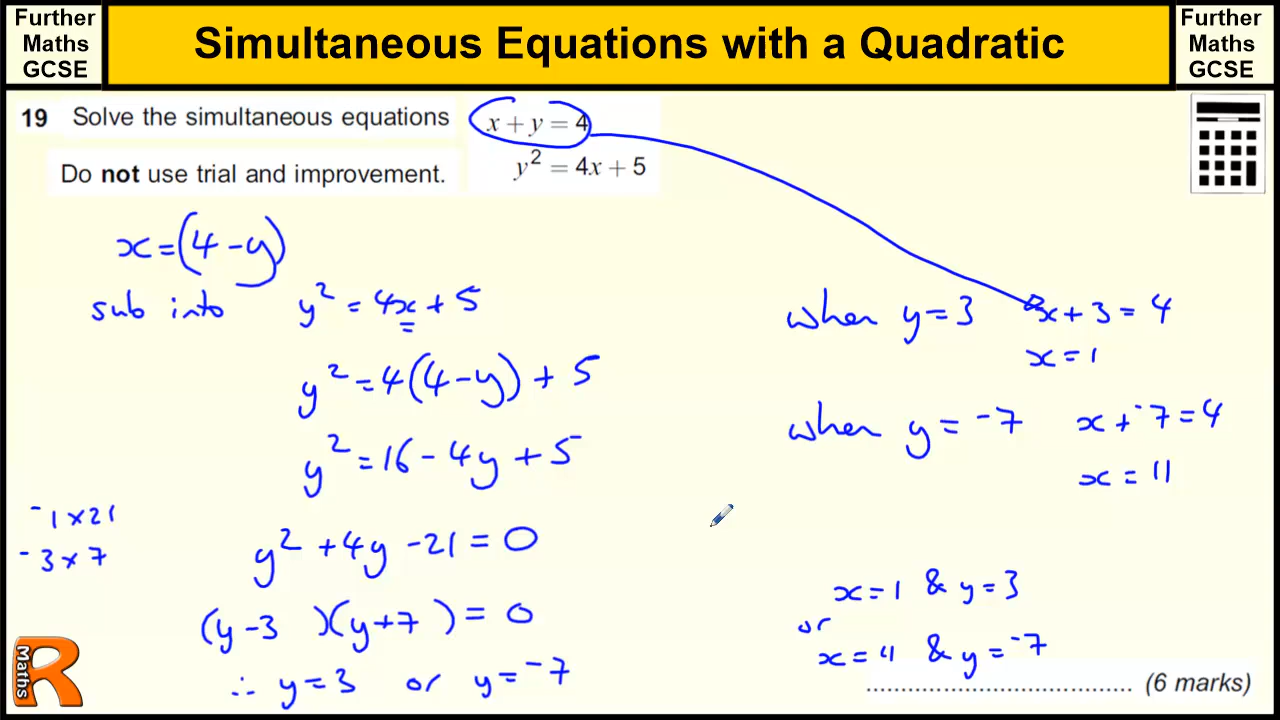 Further
Maths
GCSE
Simultaneous Equations with a Quadratic
Further
Maths
GCSE
19 Solve the simultaneous equations x + y = 4
Do not use trial and improvement. y² = 4x + 5
x = (4 - y)
sub into y² = 4x + 5
y² = 4(4 - y) + 5
y² = 16 - 4y + 5
-1 x 21
-3 x 7
y² + 4y - 21 = 0
(y - 3 )(y + 7 ) = 0
∴ y = 3 or y = -7
when y = 3 x + 3 = 4
x = 1
when y = -7 x + -7 = 4
x = 11
x = 1 & y = 3
or
x = 11 & y = -7
(6 marks)
R
Maths